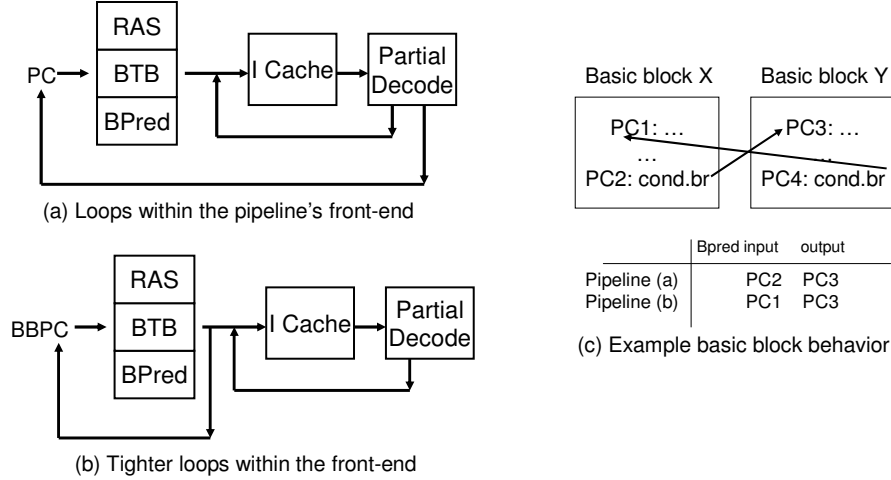 RAS
PC
BTB
BPred
I Cache
Partial
Decode
(a) Loops within the pipeline's front-end
RAS
BBPC
BTB
BPred
I Cache
Partial
Decode
(b) Tighter loops within the front-end
Basic block X
Basic block Y
PC1: …
…
PC2: cond.br
PC3: …
…
PC4: cond.br
Bpred input output
Pipeline (a) PC2 PC3
Pipeline (b) PC1 PC3
(c) Example basic block behavior